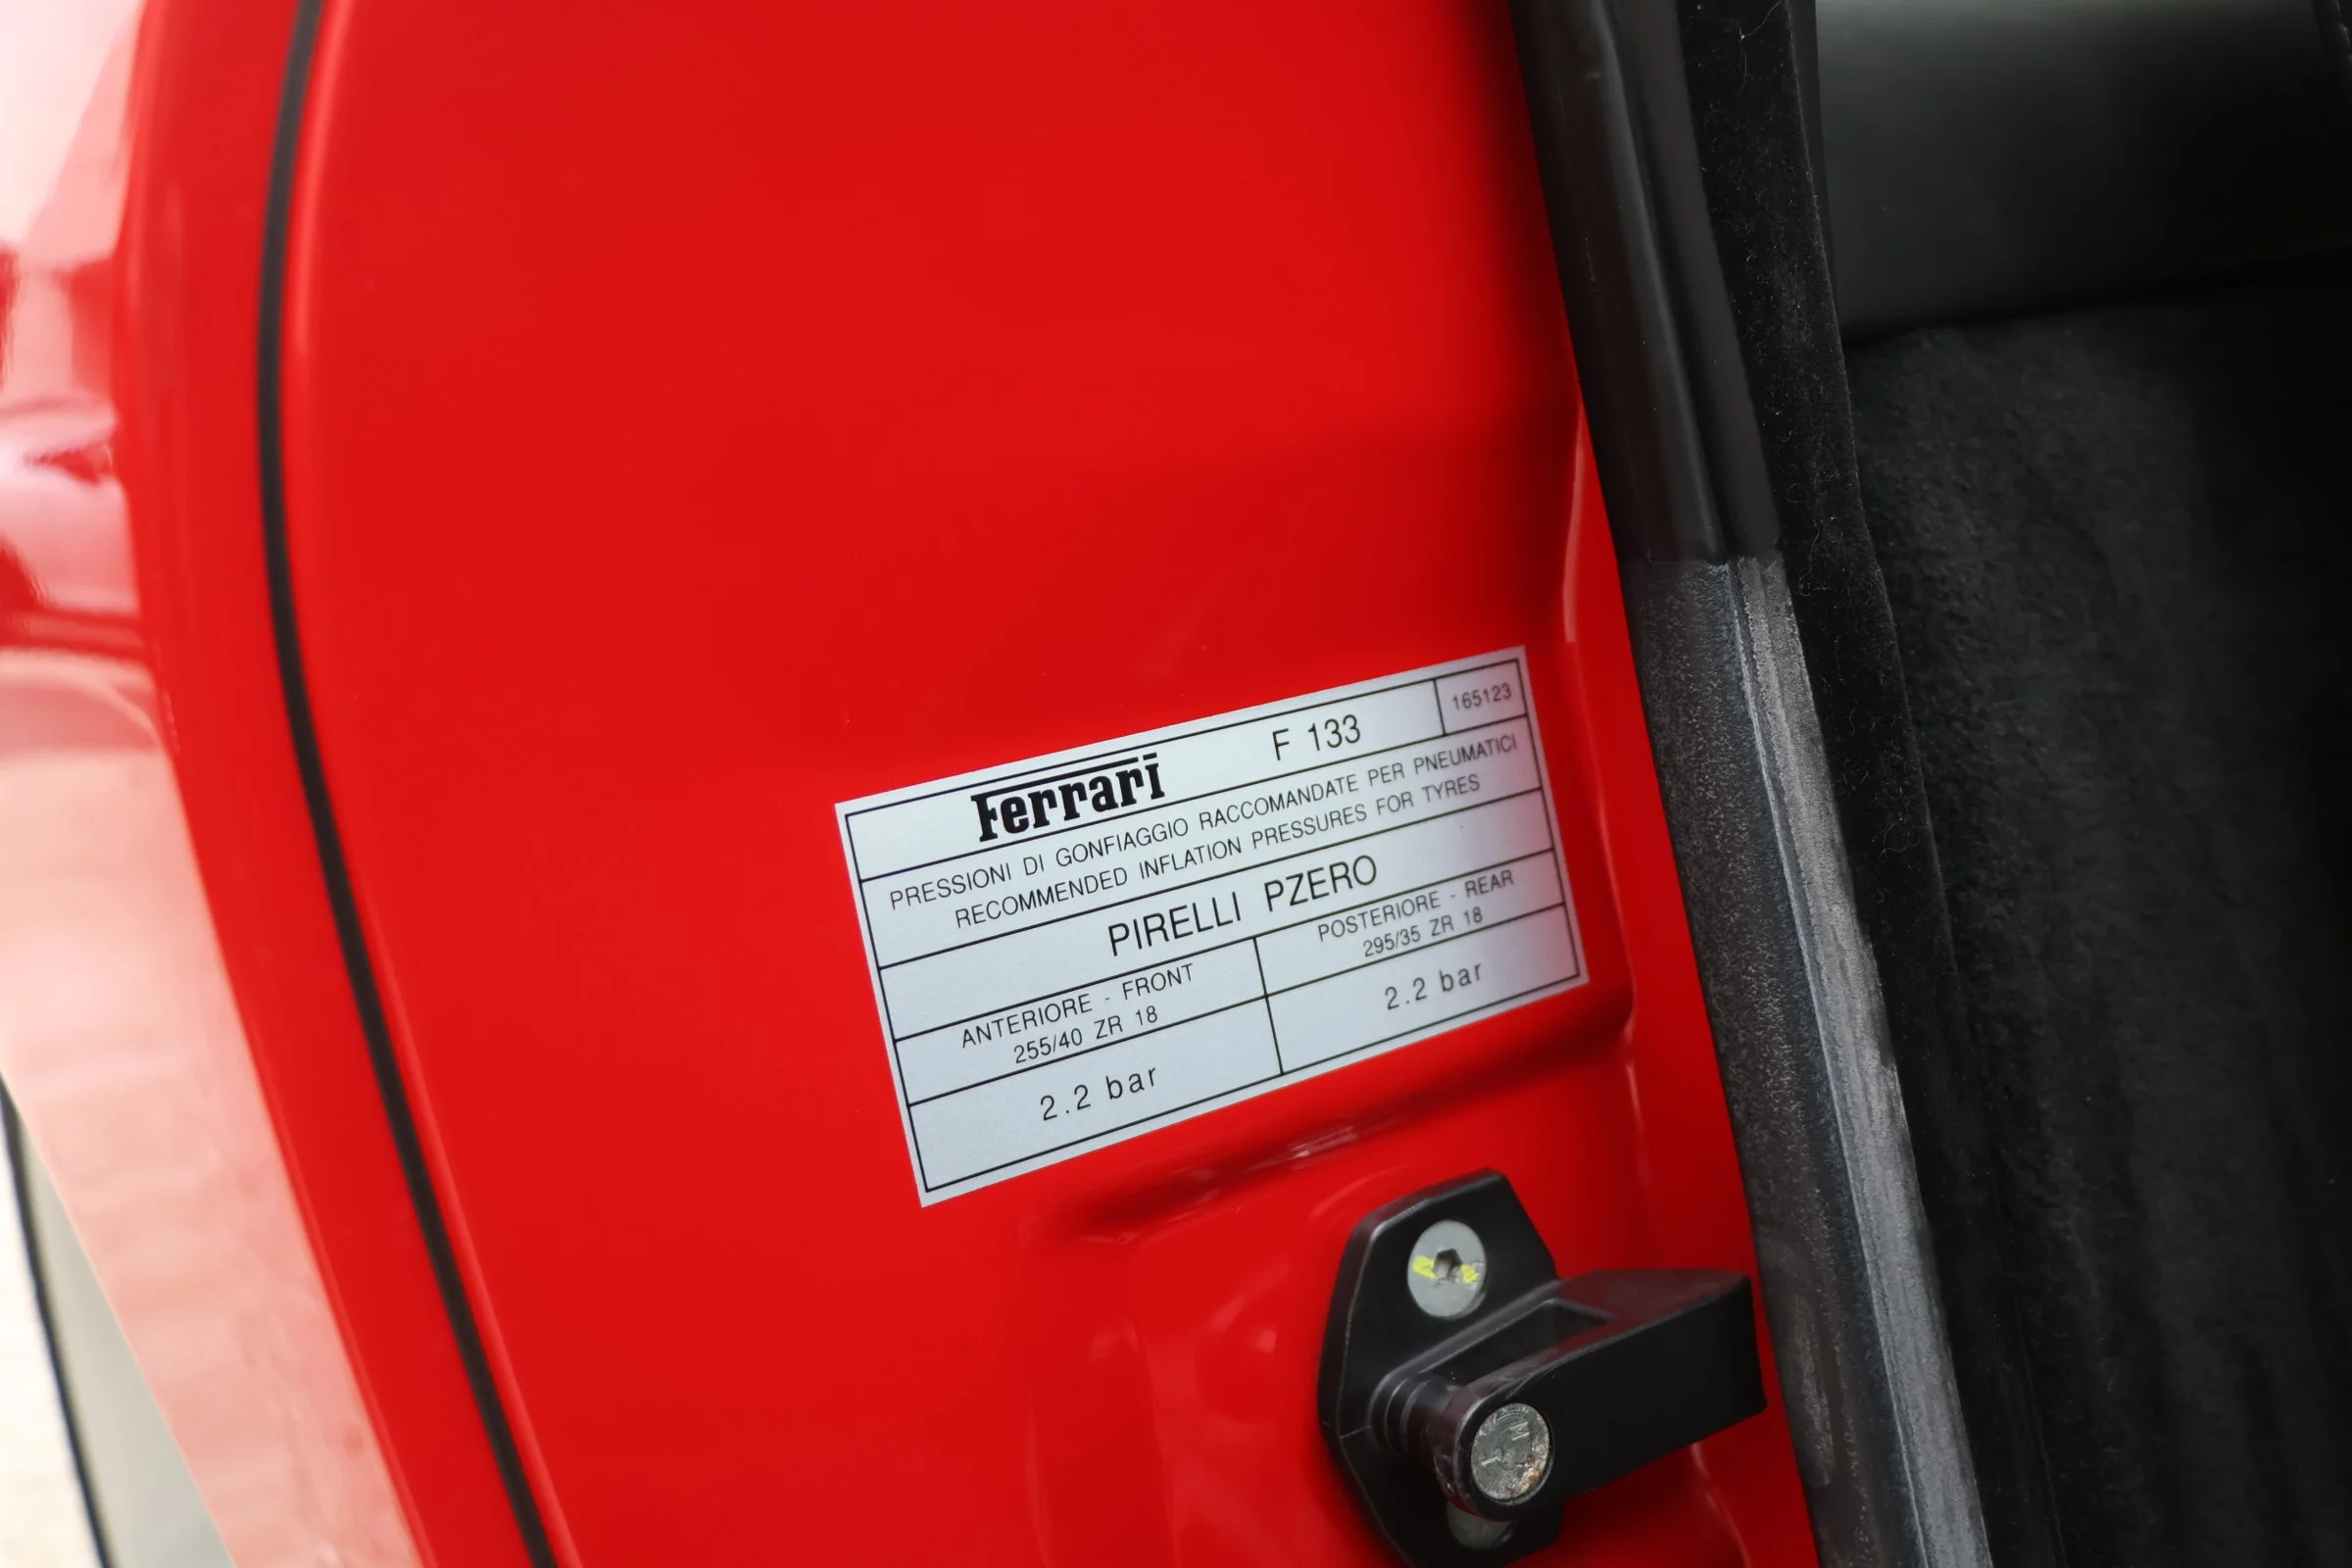 Ferrari F 133 165123
PRESSIONI DI GONFIAGGIO RACCOMANDATE PER PNEUMATICI
RECOMMENDED INFLATION PRESSURES FOR TYRES
PIRELLI PZERO
ANTERIORE - FRONT
255/40 ZR 18
POSTERIORE - REAR
295/35 ZR 18
2.2 bar
2.2 bar